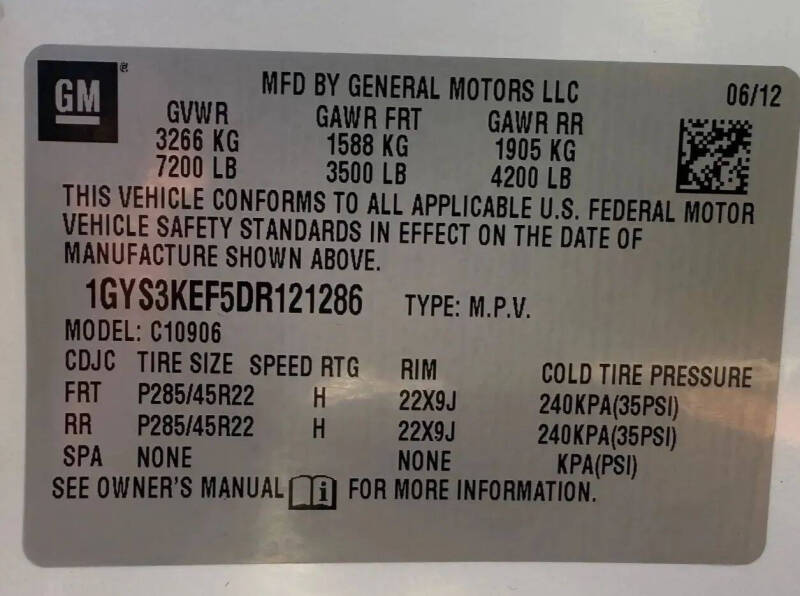 GM®
MFD BY GENERAL MOTORS LLC 06/12
GVWR GAWR FRT GAWR RR
3266 KG 1588 KG 1905 KG
7200 LB 3500 LB 4200 LB
THIS VEHICLE CONFORMS TO ALL APPLICABLE U.S. FEDERAL MOTOR
VEHICLE SAFETY STANDARDS IN EFFECT ON THE DATE OF
MANUFACTURE SHOWN ABOVE.
1GYS3KEF5DR121286 TYPE: M.P.V.
MODEL: C10906
CDJC TIRE SIZE SPEED RTG RIM COLD TIRE PRESSURE
FRT P285/45R22 H 22X9J 240KPA(35PSI)
RR P285/45R22 H 22X9J 240KPA(35PSI)
SPA NONE NONE KPA(PSI)
SEE OWNER'S MANUAL i FOR MORE INFORMATION.